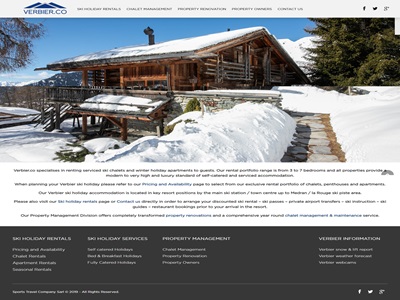 VERBIER.CO
SKI HOLIDAY RENTALS CHALET MANAGEMENT PROPERTY RENOVATION PROPERTY OWNERS CONTACT US
Verbier.co specialises in renting serviced ski chalets and winter holiday apartments to guests. Our rental portfolio range is from 3 to 7 bedrooms and all properties provide a
modern to very high and luxury standard of self-catered and serviced accommodation.
When planning your Verbier ski holiday please refer to our Pricing and Availability page to select from our exclusive rental portfolio of chalets, penthouses and apartments.
Our Verbier ski holiday accommodation is located in key resort positions by the main ski station / town centre up to Medran / la Rouge ski piste area.
Please also visit our Ski holiday rentals page or Contact us directly in order to arrange your discounted ski rental – ski passes – private airport transfers – ski instruction – ski
guides – restaurant bookings prior to your arrival in the resort.
Our Property Management Division offers completely transformed property renovations and a comprehensive year round chalet management & maintenance service.
SKI HOLIDAY RENTALS SKI HOLIDAY SERVICES PROPERTY MANAGEMENT VERBIER WEATHER & INFORMATION
Pricing and Availability Self catered Holidays Chalet Management Verbier snow & lift report
Chalet Rentals Bed & Breakfast Holidays Property Renovation Verbier weather forecast
Apartment Rentals Fully Catered Holidays Property Owners Verbier webcams
Seasonal Rentals
Sports Travel Company Sarl © 2019 - All Rights Reserved.